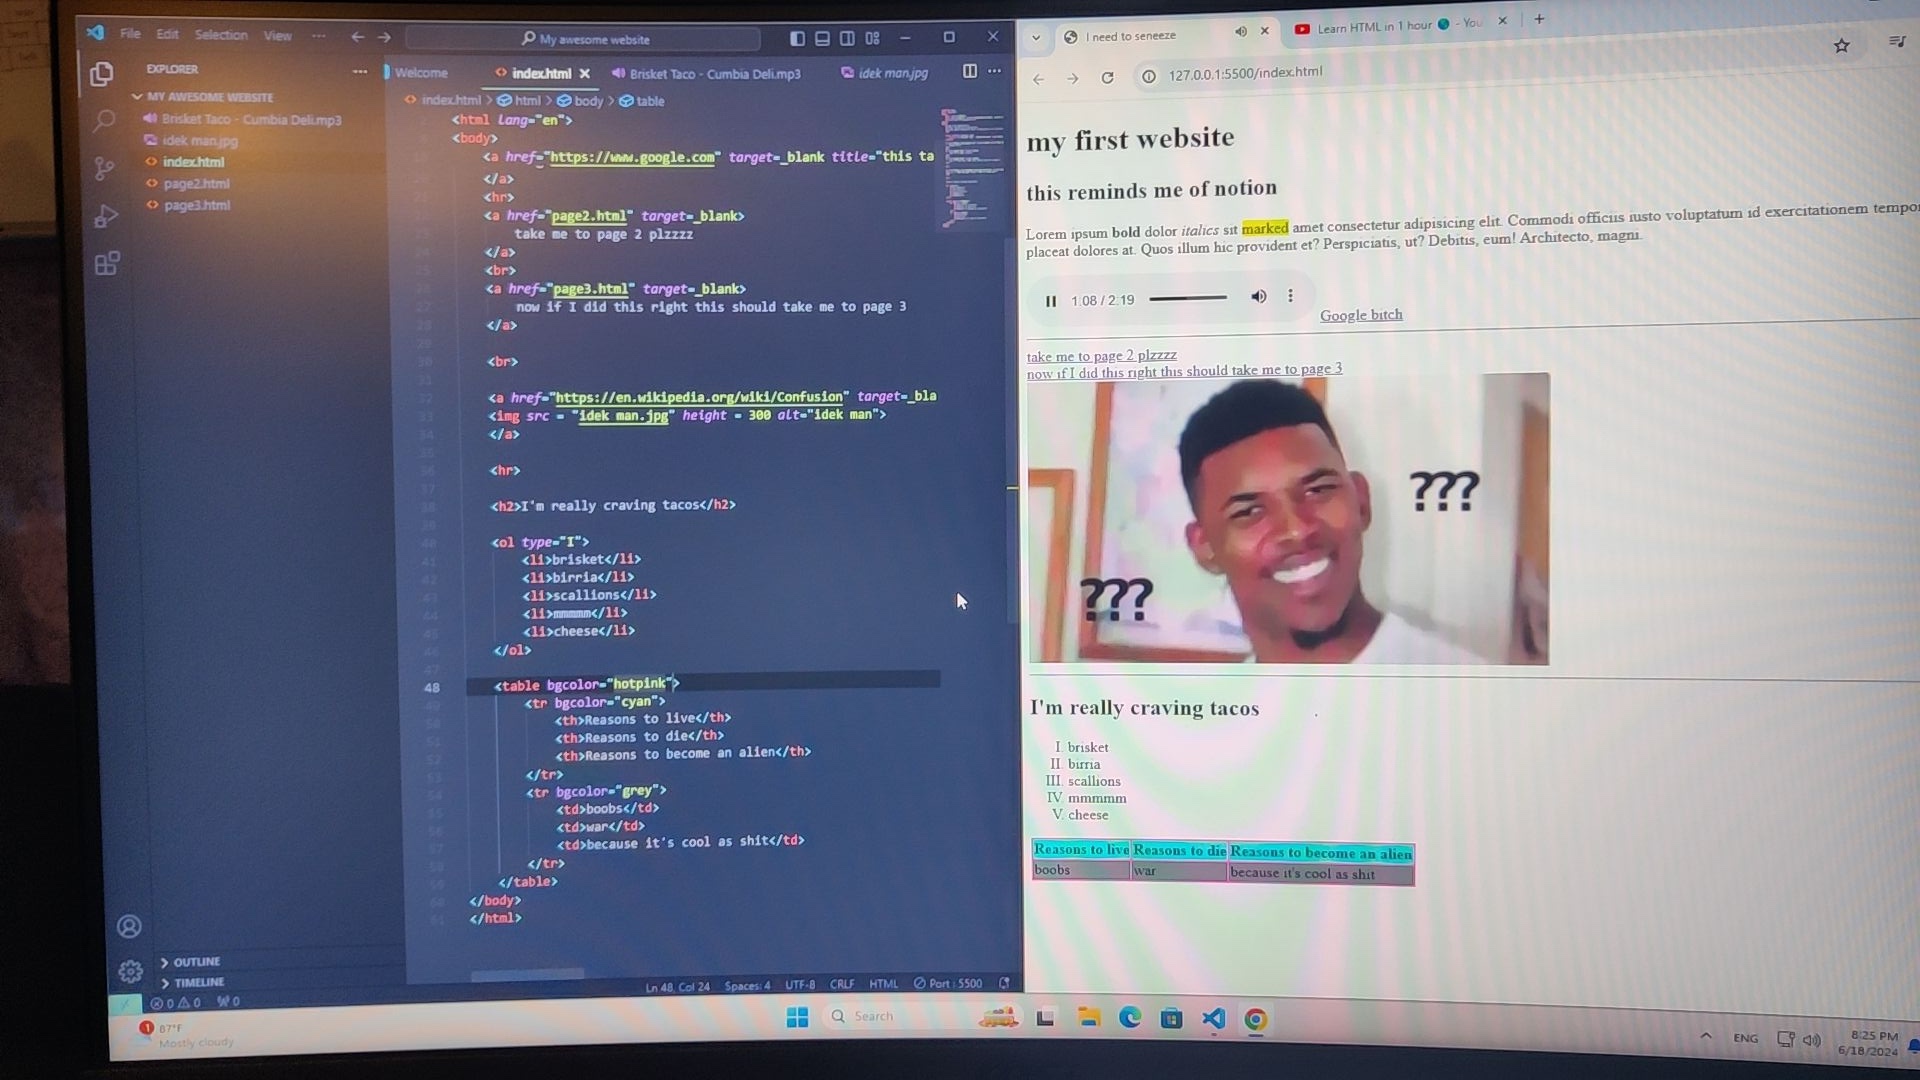 File Edit Selection View ···
My awesome website
EXPLORER
MY AWESOME WEBSITE
Brisket Taco - Cumbia Deli.mp3
idek man.jpg
index.html
page2.html
page3.html
OUTLINE
TIMELINE
Welcome
index.html
Brisket Taco - Cumbia Deli.mp3
idek man.jpg
index.html > html > body > table
<html lang="en">
<body>
<a href="https://www.google.com" target=_blank title="this ta
</a>
<hr>
<a href="page2.html" target=_blank>
take me to page 2 plzzzz
</a>
<br>
<a href="page3.html" target=_blank>
now if I did this right this should take me to page 3
</a>
<br>
<a href="https://en.wikipedia.org/wiki/Confusion" target=_bla
<img src = "idek man.jpg" height = 300 alt="idek man">
</a>
<hr>
<h2>I'm really craving tacos</h2>
<ol type="I">
<li>brisket</li>
<li>birria</li>
<li>scallions</li>
<li>mmmmm</li>
<li>cheese</li>
</ol>
48 <table bgcolor="hotpink">
<tr bgcolor="cyan">
<th>Reasons to live</th>
<th>Reasons to die</th>
<th>Reasons to become an alien</th>
</tr>
<tr bgcolor="grey">
<td>boobs</td>
<td>war</td>
<td>because it's cool as shit</td>
</tr>
</table>
</body>
</html>
0 0 0
Ln 48, Col 24 Spaces: 4 UTF-8 CRLF HTML Port : 5500
I need to seneeze
Learn HTML in 1 hour - You
127.0.0.1:5500/index.html
my first website
this reminds me of notion
Lorem ipsum bold dolor italics sit marked amet consectetur adipisicing elit. Commodi officiis iusto voluptatum id exercitationem tempor
placeat dolores at. Quos illum hic provident et? Perspiciatis, ut? Debitis, eum! Architecto, magni.
1:08 / 2:19
Google bitch
take me to page 2 plzzzz
now if I did this right this should take me to page 3
???
???
I'm really craving tacos
I. brisket
II. birria
III. scallions
IV. mmmmm
V. cheese
Reasons to live Reasons to die Reasons to become an alien
boobs war because it's cool as shit
1
87°F
Mostly cloudy
Search
ENG
8:25 PM
6/18/2024